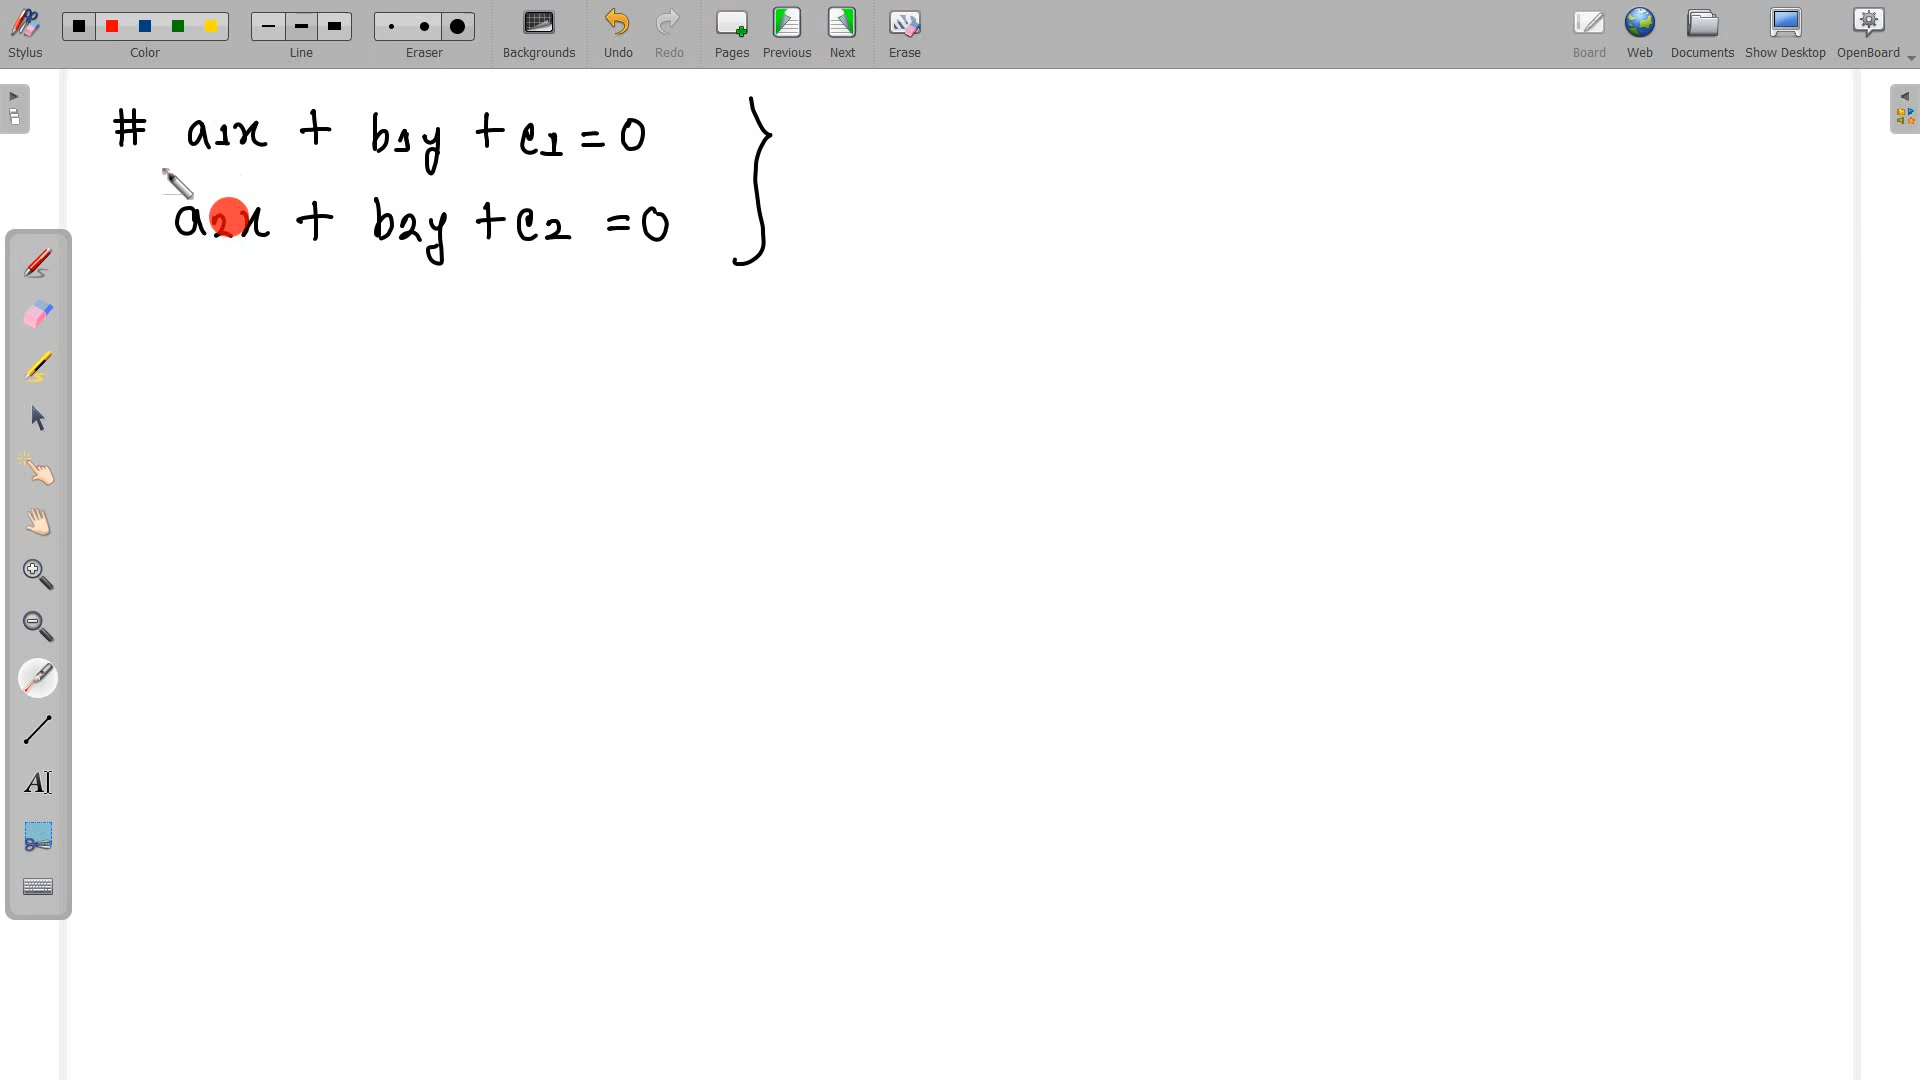 Stylus Color Line Eraser Backgrounds Undo Redo Pages Previous Next Erase Board Web Documents Show Desktop OpenBoard
# a1x + b1y + c1 = 0
a2x + b2y + c2 = 0